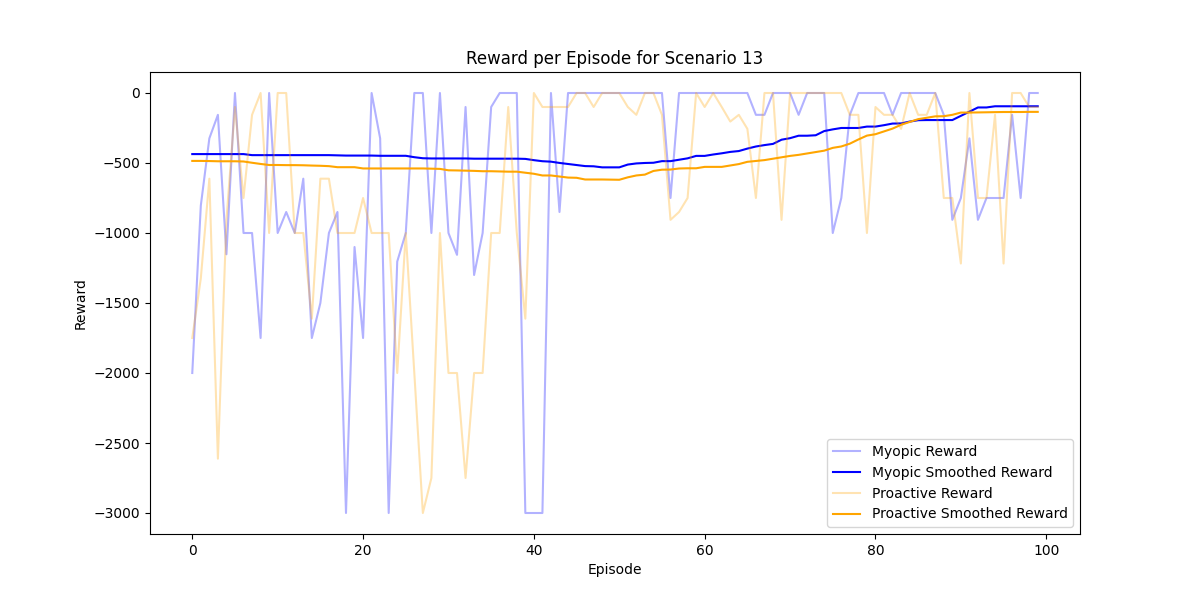 Reward per Episode for Scenario 13
Reward
0
−500
−1000
−1500
−2000
−2500
−3000
0 20 40 60 80 100
Episode
Myopic Reward
Myopic Smoothed Reward
Proactive Reward
Proactive Smoothed Reward